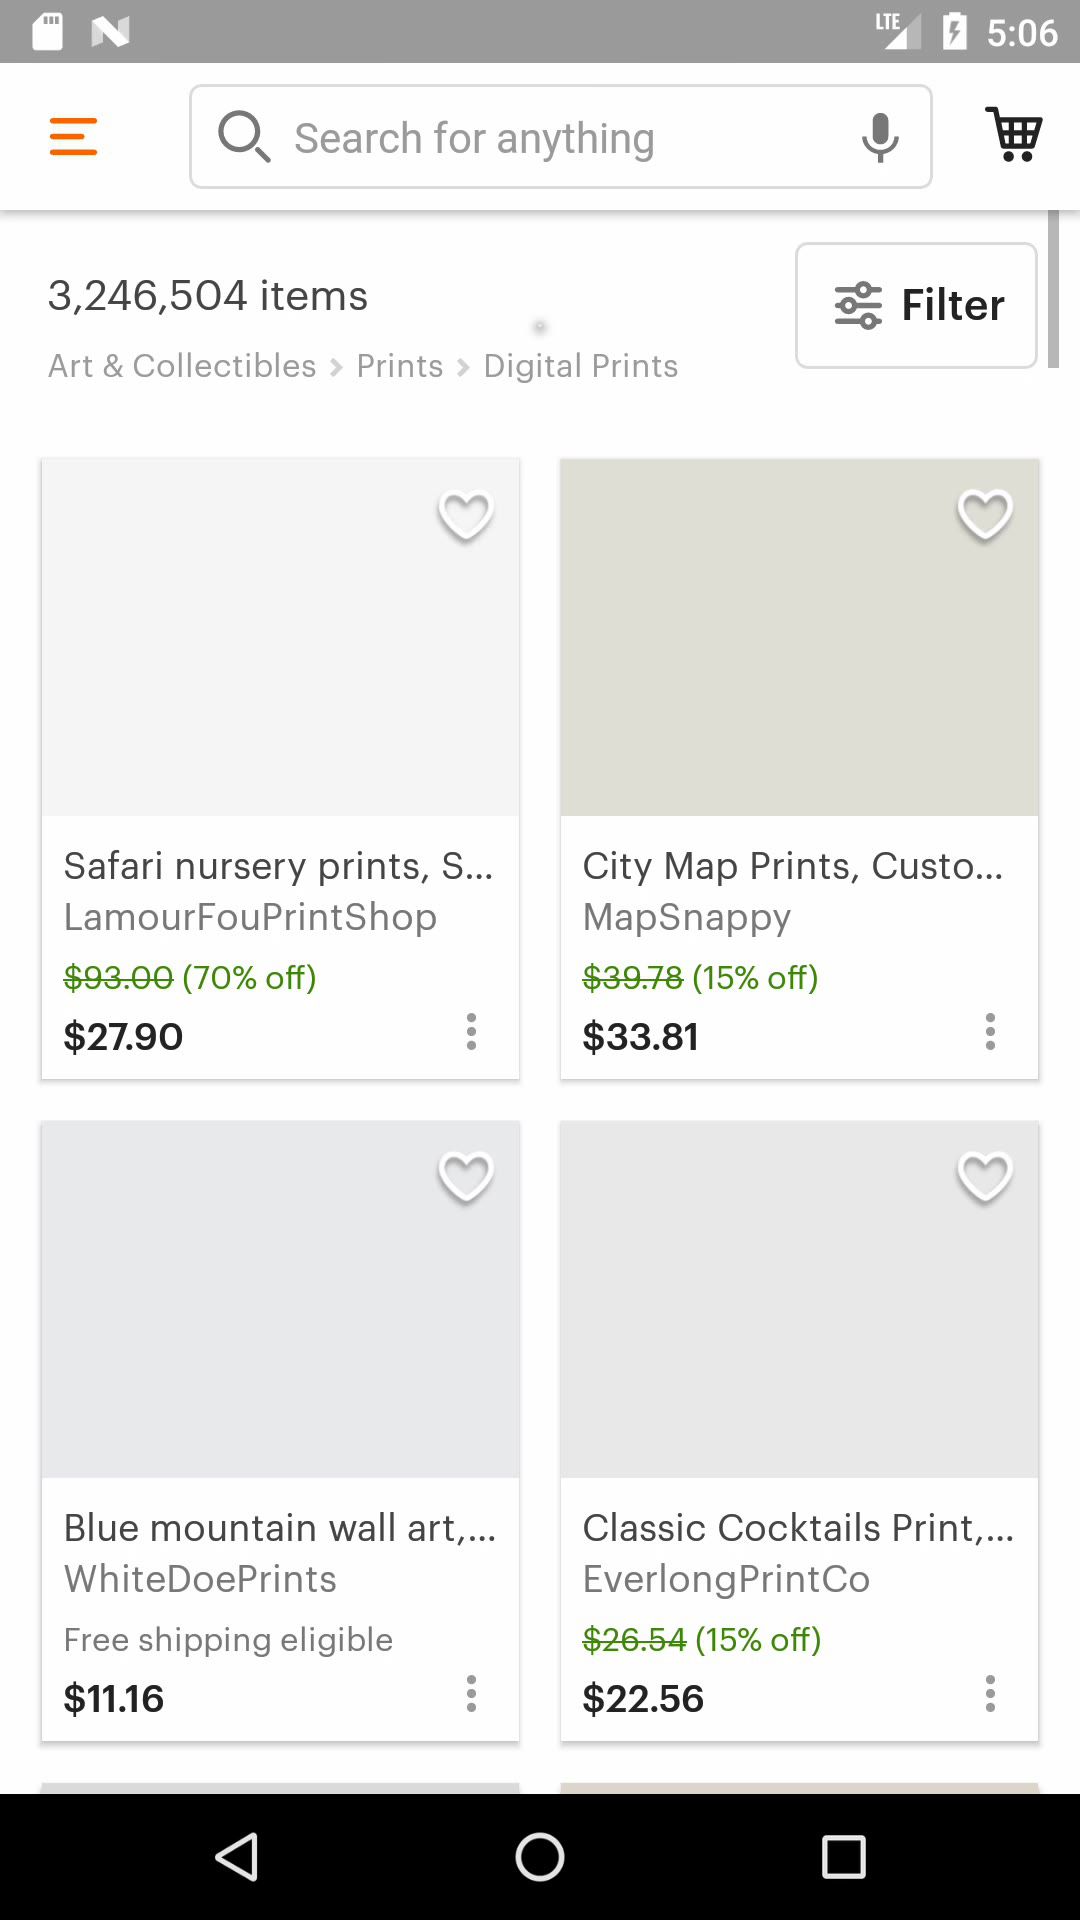 LTE 5:06
Search for anything
3,246,504 items
Filter
Art & Collectibles > Prints > Digital Prints
Safari nursery prints, S...
LamourFouPrintShop
$93.00 (70% off)
$27.90
City Map Prints, Custo...
MapSnappy
$39.78 (15% off)
$33.81
Blue mountain wall art,...
WhiteDoePrints
Free shipping eligible
$11.16
Classic Cocktails Print,...
EverlongPrintCo
$26.54 (15% off)
$22.56